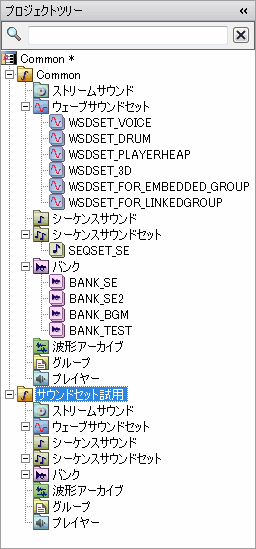 プロジェクトツリー
Common *
Common
ストリームサウンド
ウェーブサウンドセット
WSDSET_VOICE
WSDSET_DRUM
WSDSET_PLAYERHEAP
WSDSET_3D
WSDSET_FOR_EMBEDDED_GROUP
WSDSET_FOR_LINKEDGROUP
シーケンスサウンド
シーケンスサウンドセット
SEQSET_SE
バンク
BANK_SE
BANK_SE2
BANK_BGM
BANK_TEST
波形アーカイブ
グループ
プレイヤー
サウンドセット試用
ストリームサウンド
ウェーブサウンドセット
シーケンスサウンド
シーケンスサウンドセット
バンク
波形アーカイブ
グループ
プレイヤー